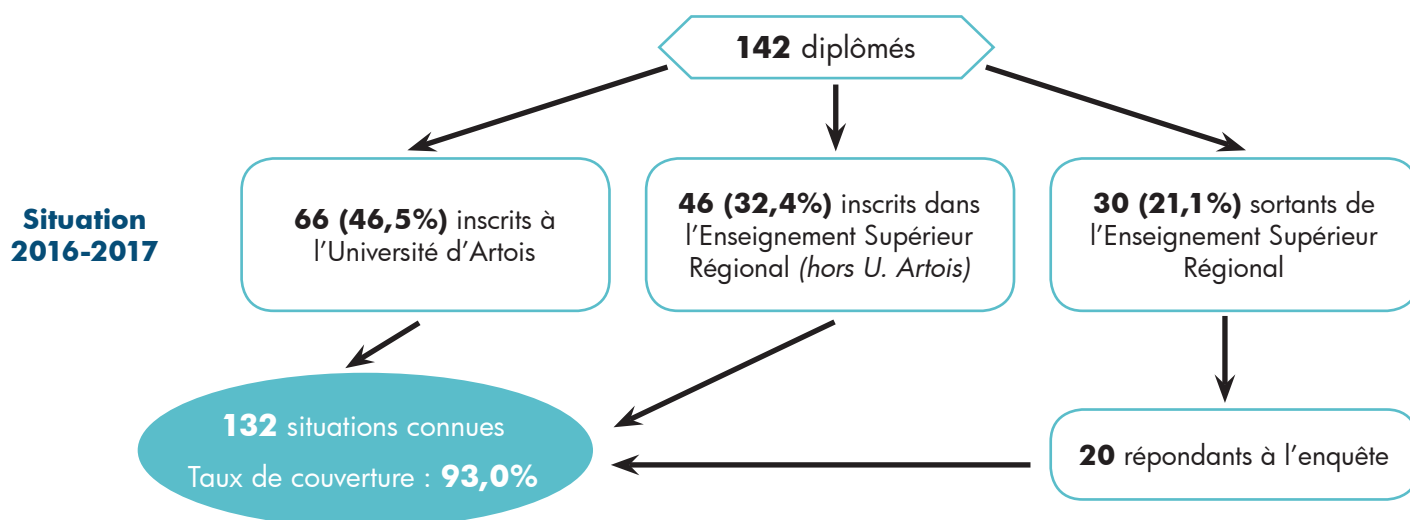 142 diplômés
Situation
2016-2017
66 (46,5%) inscrits à
l’Université d’Artois
46 (32,4%) inscrits dans
l’Enseignement Supérieur
Régional (hors U. Artois)
30 (21,1%) sortants de
l’Enseignement Supérieur
Régional
132 situations connues
Taux de couverture : 93,0%
20 répondants à l’enquête